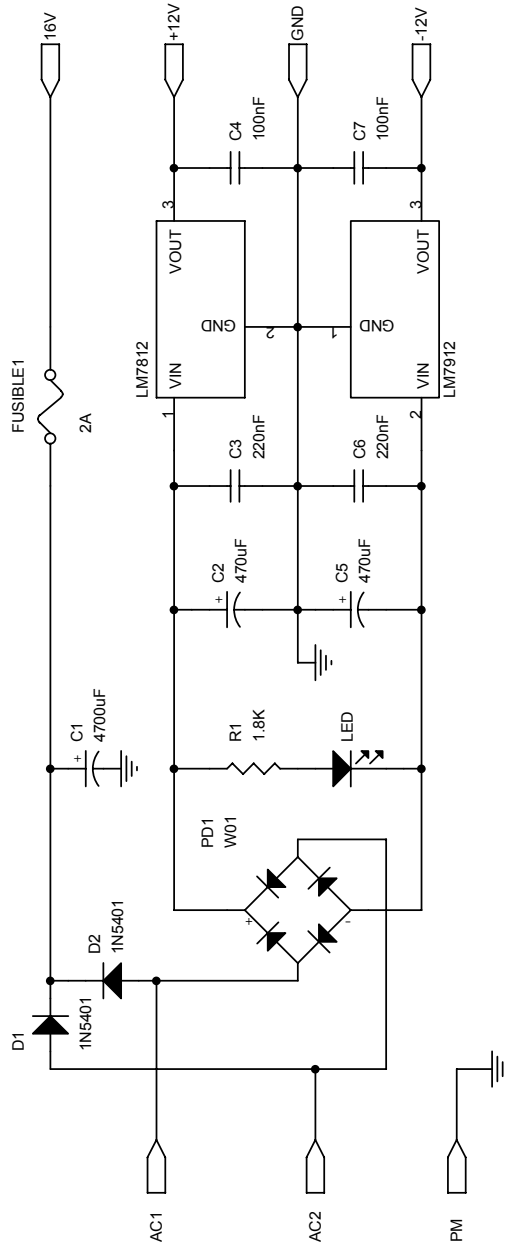 FUSIBLE1
2A
16V
C1
4700uF
+
D1
1N5401
D2
1N5401
PD1
W01
+
-
R1
1.8K
LED
C2
470uF
+
C5
470uF
+
C3
220nF
C6
220nF
LM7812
1
VIN
VOUT
3
GND
2
LM7912
2
VIN
VOUT
3
GND
1
C4
100nF
C7
100nF
+12V
GND
-12V
AC1
AC2
PM